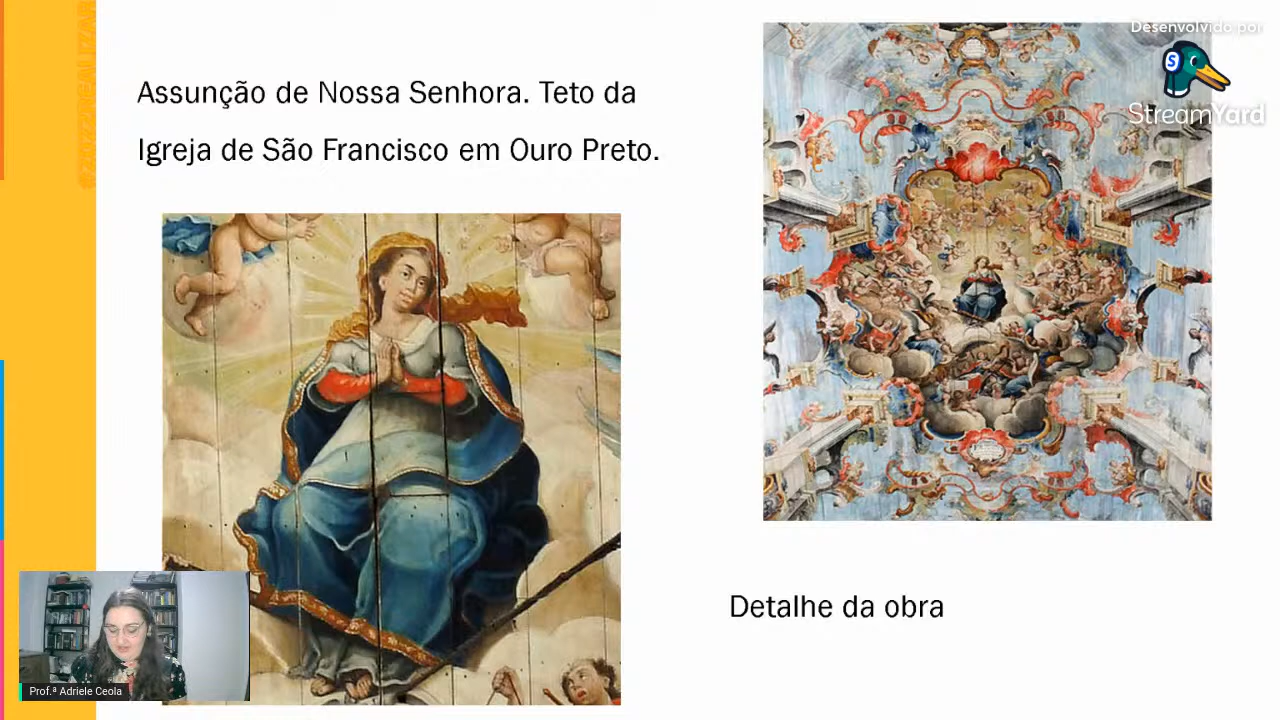 Assunção de Nossa Senhora. Teto da
Igreja de São Francisco em Ouro Preto.
Desenvolvido por
S
StreamYard
Detalhe da obra
Prof.ª Adriele Ceola